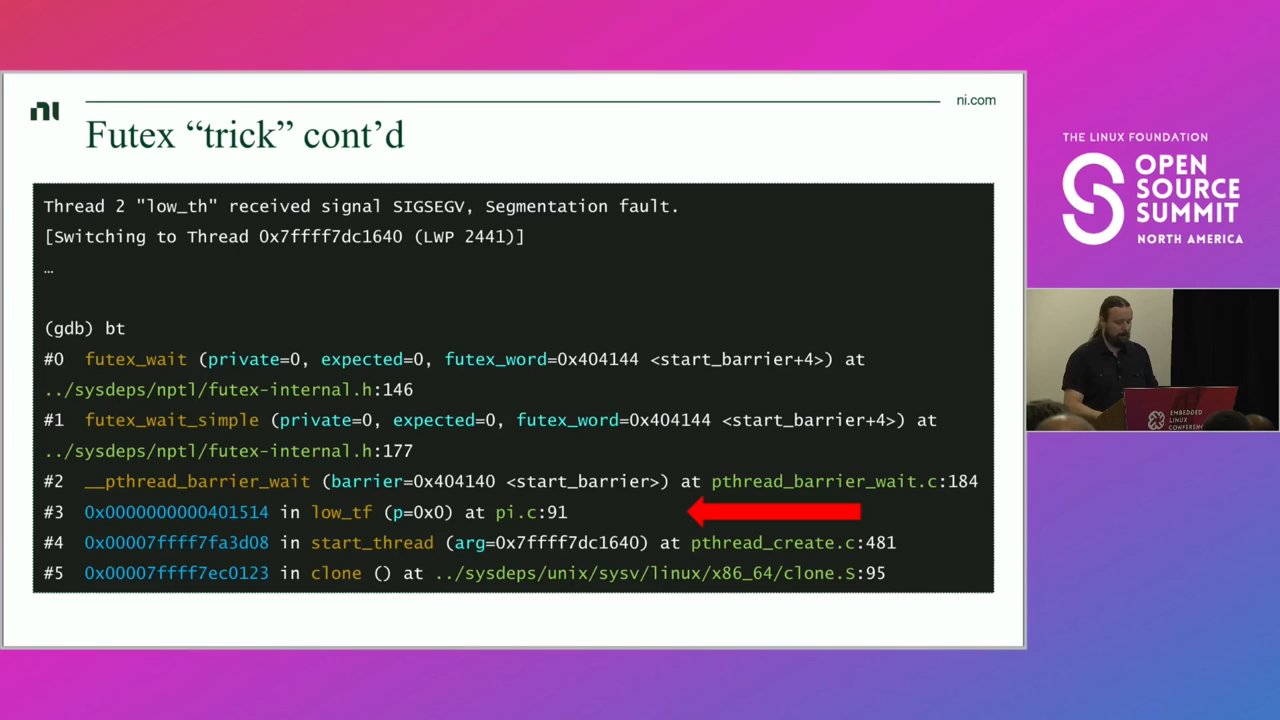 ni
ni.com
Futex “trick” cont’d
Thread 2 "low_th" received signal SIGSEGV, Segmentation fault.
[Switching to Thread 0x7ffff7dc1640 (LWP 2441)]
…
(gdb) bt
#0 futex_wait (private=0, expected=0, futex_word=0x404144 <start_barrier+4>) at
../sysdeps/nptl/futex-internal.h:146
#1 futex_wait_simple (private=0, expected=0, futex_word=0x404144 <start_barrier+4>) at
../sysdeps/nptl/futex-internal.h:177
#2 __pthread_barrier_wait (barrier=0x404140 <start_barrier>) at pthread_barrier_wait.c:184
#3 0x0000000000401514 in low_tf (p=0x0) at pi.c:91
#4 0x00007ffff7fa3d08 in start_thread (arg=0x7ffff7dc1640) at pthread_create.c:481
#5 0x00007ffff7ec0123 in clone () at ../sysdeps/unix/sysv/linux/x86_64/clone.S:95
THE LINUX FOUNDATION
OPEN
SOURCE
SUMMIT
NORTH AMERICA
EMBEDDED
LINUX
CONFERENCE